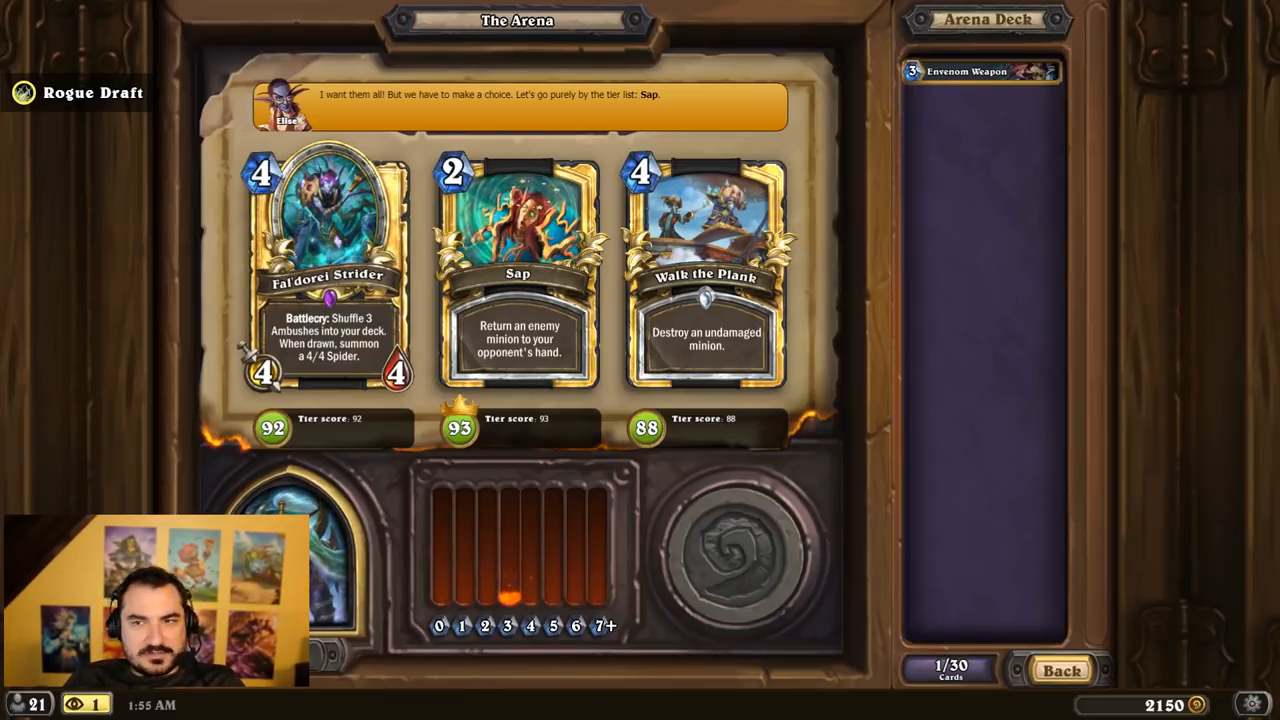 The Arena
Arena Deck
Rogue Draft
I want them all! But we have to make a choice. Let's go purely by the tier list: Sap.
Elise
3 Envenom Weapon
4
2
4
Fal'dorei Strider
Sap
Walk the Plank
Battlecry: Shuffle 3
Ambushes into your deck.
When drawn, summon
a 4/4 Spider.
Return an enemy
minion to your
opponent's hand.
Destroy an undamaged
minion.
4
4
92 Tier score: 92
93 Tier score: 93
88 Tier score: 88
0 1 2 3 4 5 6 7+
1/30
Cards
Back
21
1
1:55 AM
2150